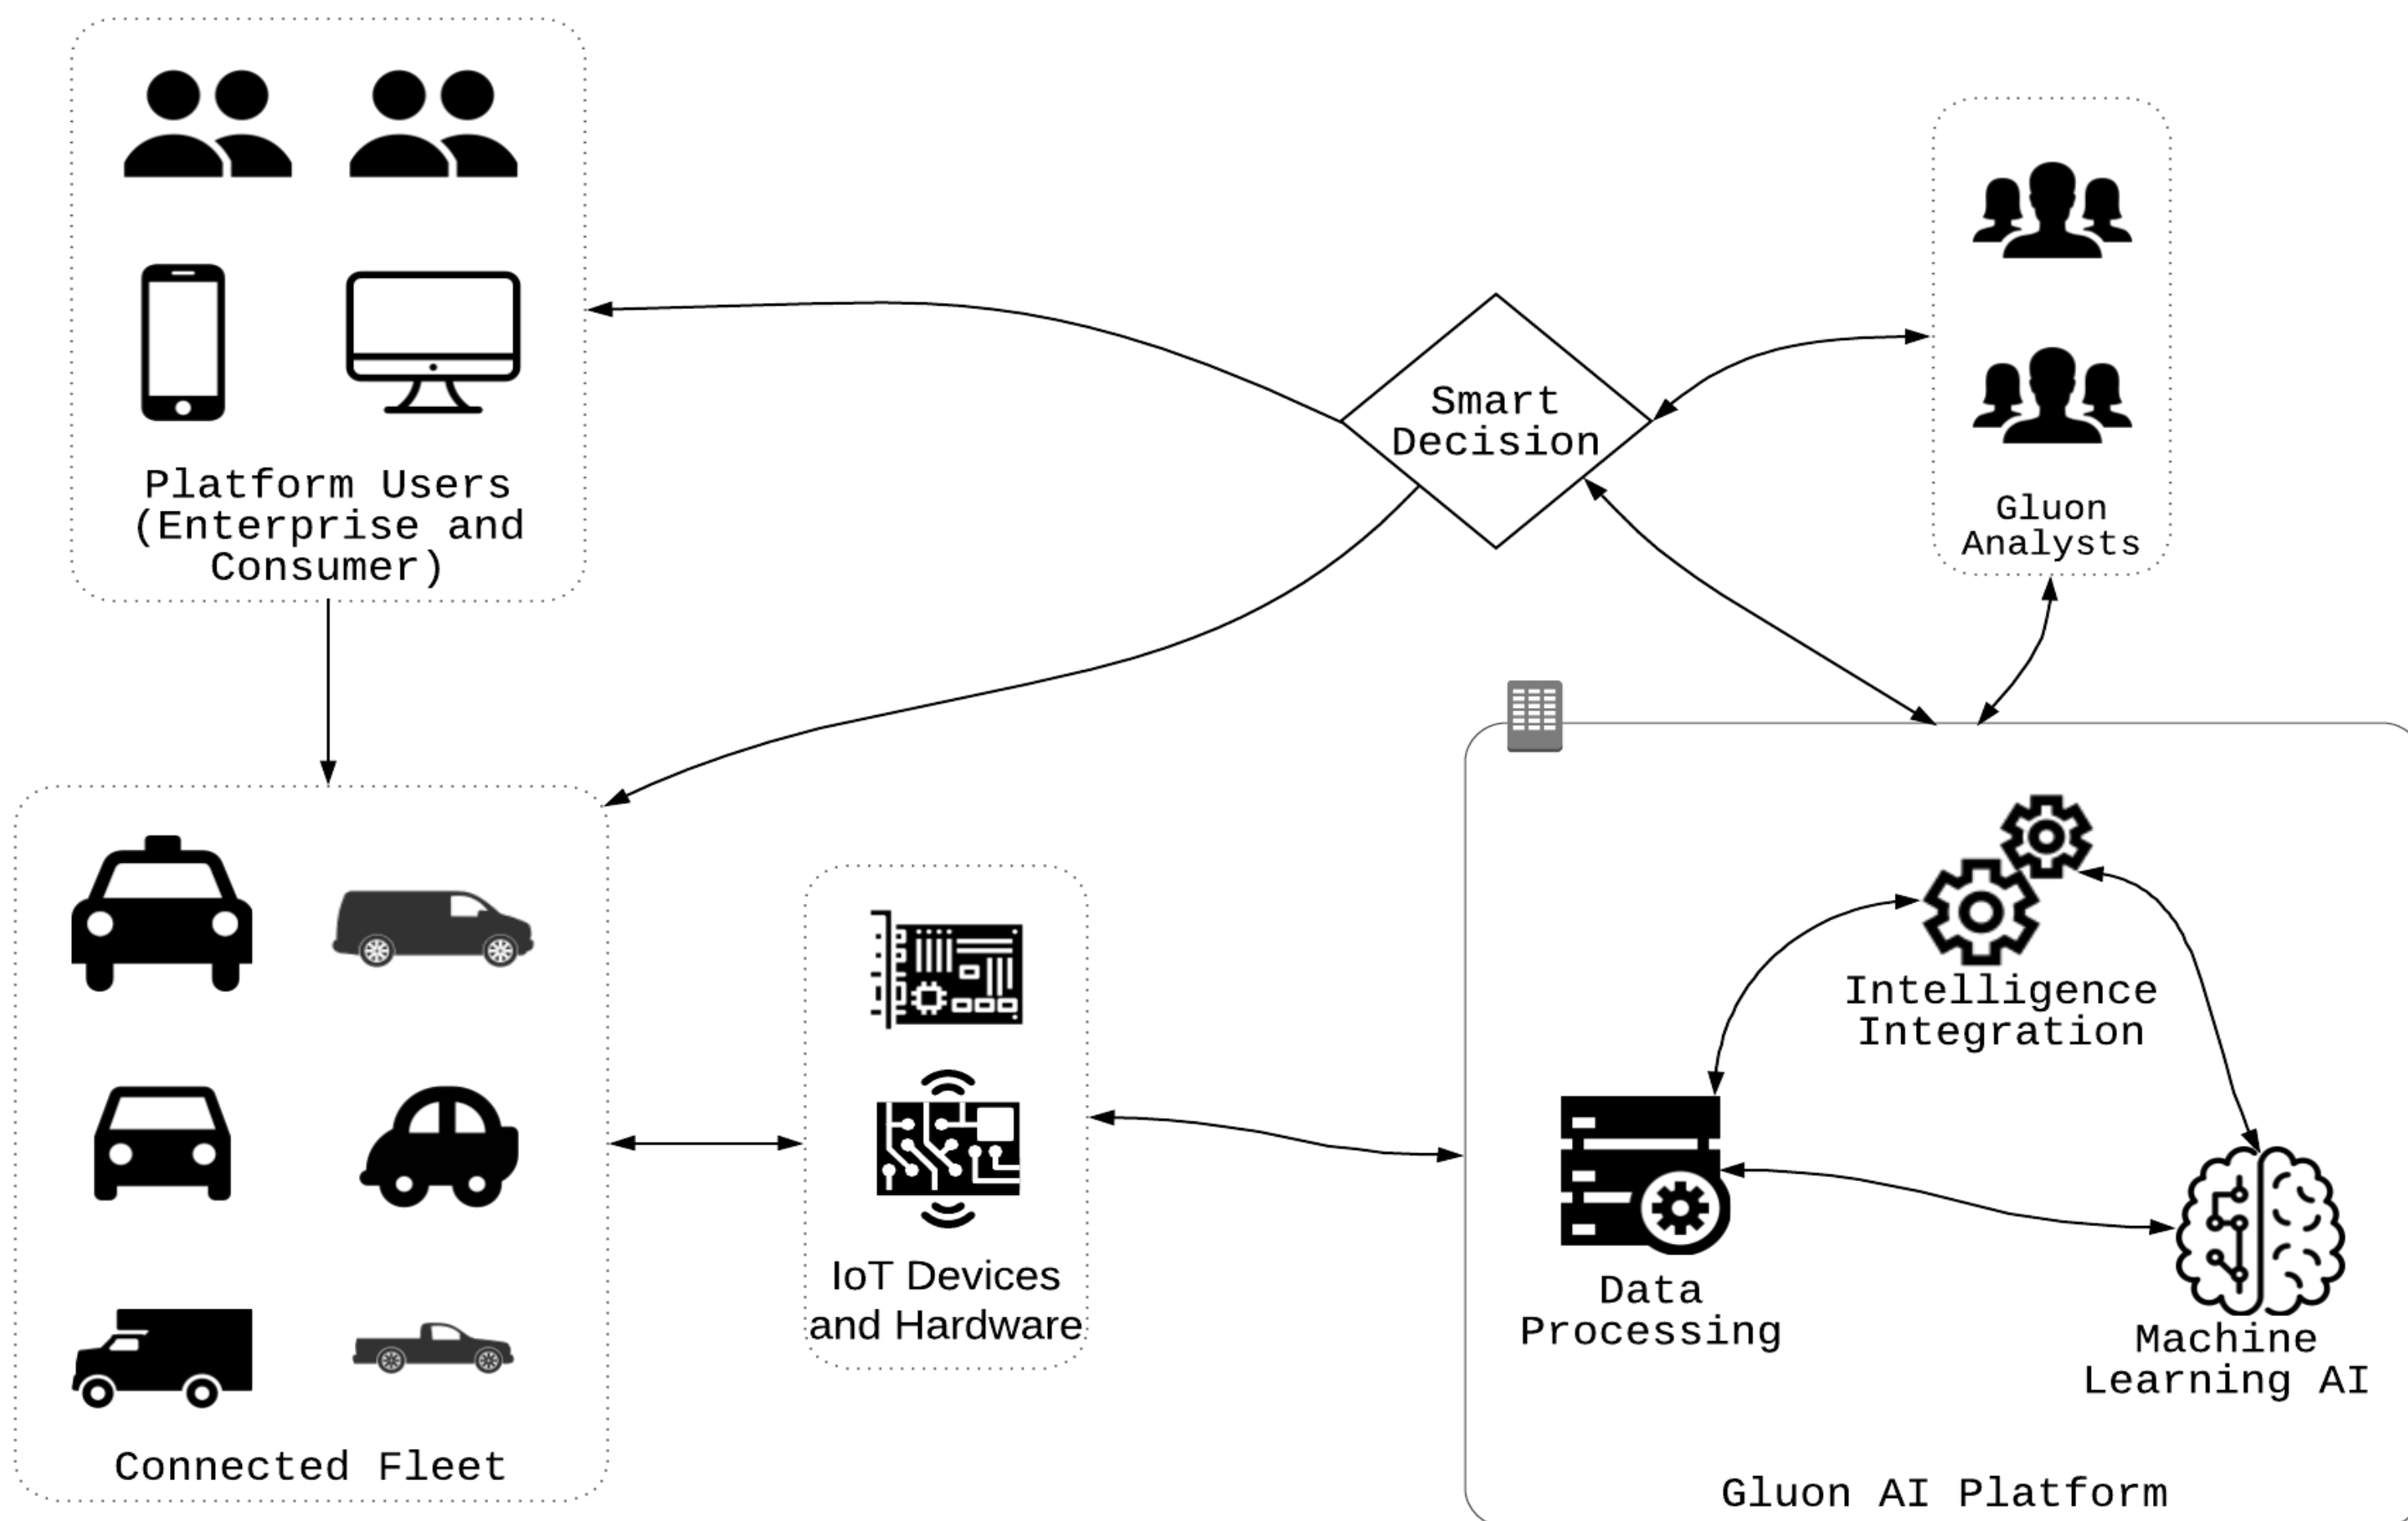 Platform Users
(Enterprise and
Consumer)
Smart
Decision
Gluon
Analysts
Connected Fleet
IoT Devices
and Hardware
Intelligence
Integration
Data
Processing
Machine
Learning AI
Gluon AI Platform